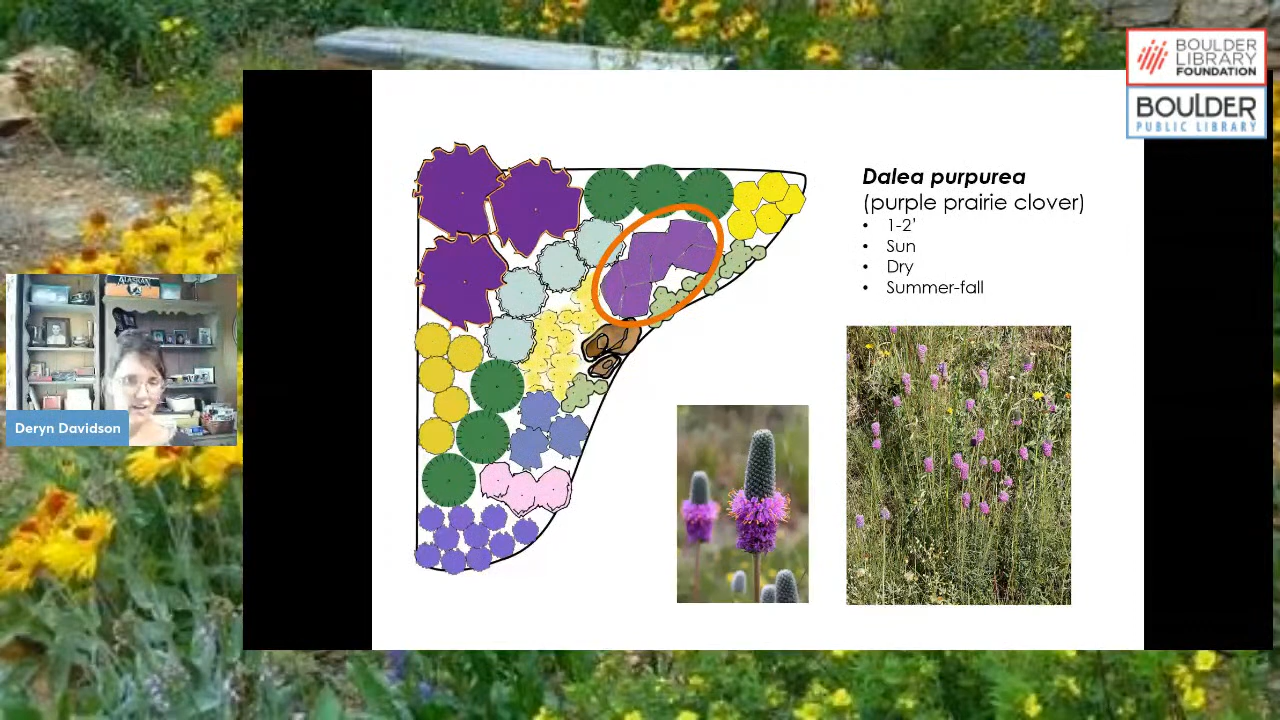 BOULDER
LIBRARY
FOUNDATION
BOULDER
PUBLIC LIBRARY
Dalea purpurea
(purple prairie clover)
• 1-2’
• Sun
• Dry
• Summer-fall
Deryn Davidson